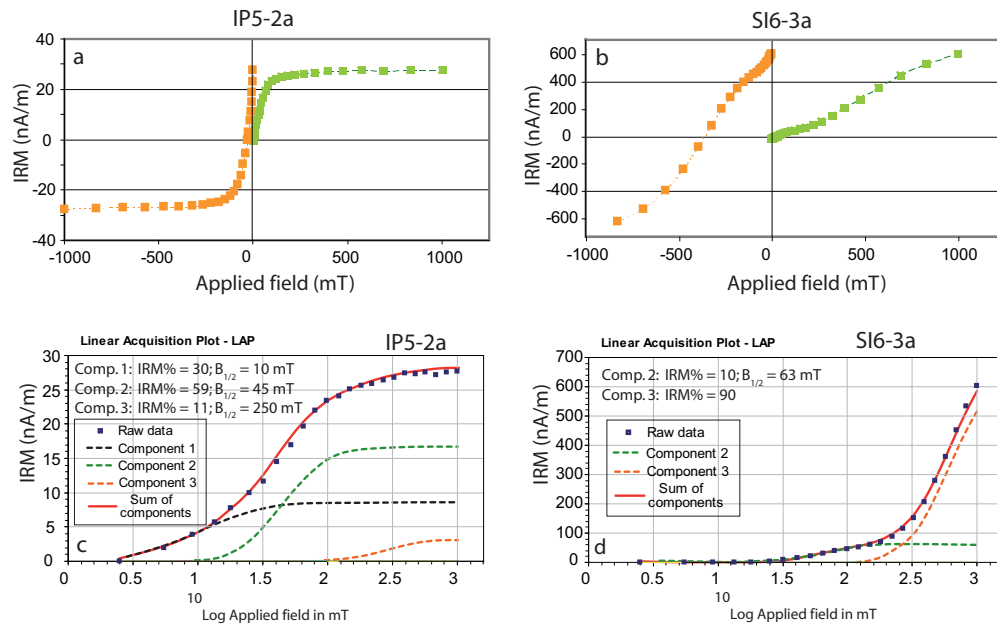 IP5-2a
SI6-3a
a
40
20
0
-20
-40
IRM (nA/m)
-1000
-500
0
500
1000
Applied field (mT)
b
600
400
200
0
-200
-400
-600
IRM (nA/m)
-1000
-500
0
500
1000
Applied field (mT)
Linear Acquisition Plot - LAP
IP5-2a
Comp.1: IRM% = 30; B1/2 = 10 mT
Comp.2: IRM% = 59; B1/2 = 45 mT
Comp.3: IRM% = 11; B1/2 = 250 mT
Raw data
Component 1
Component 2
Component 3
Sum of
components
c
30
25
20
15
10
5
0
IRM (nA/m)
0
0.5
1
1.5
2
2.5
3
10
Log Applied field in mT
Linear Acquisition Plot - LAP
SI6-3a
Comp.2: IRM% = 10; B1/2 = 63 mT
Comp.3: IRM% = 90
Raw data
Component 2
Component 3
Sum of
components
d
700
600
500
400
300
200
100
0
IRM (nA/m)
0
0.5
1
1.5
2
2.5
3
10
Log Applied field in mT